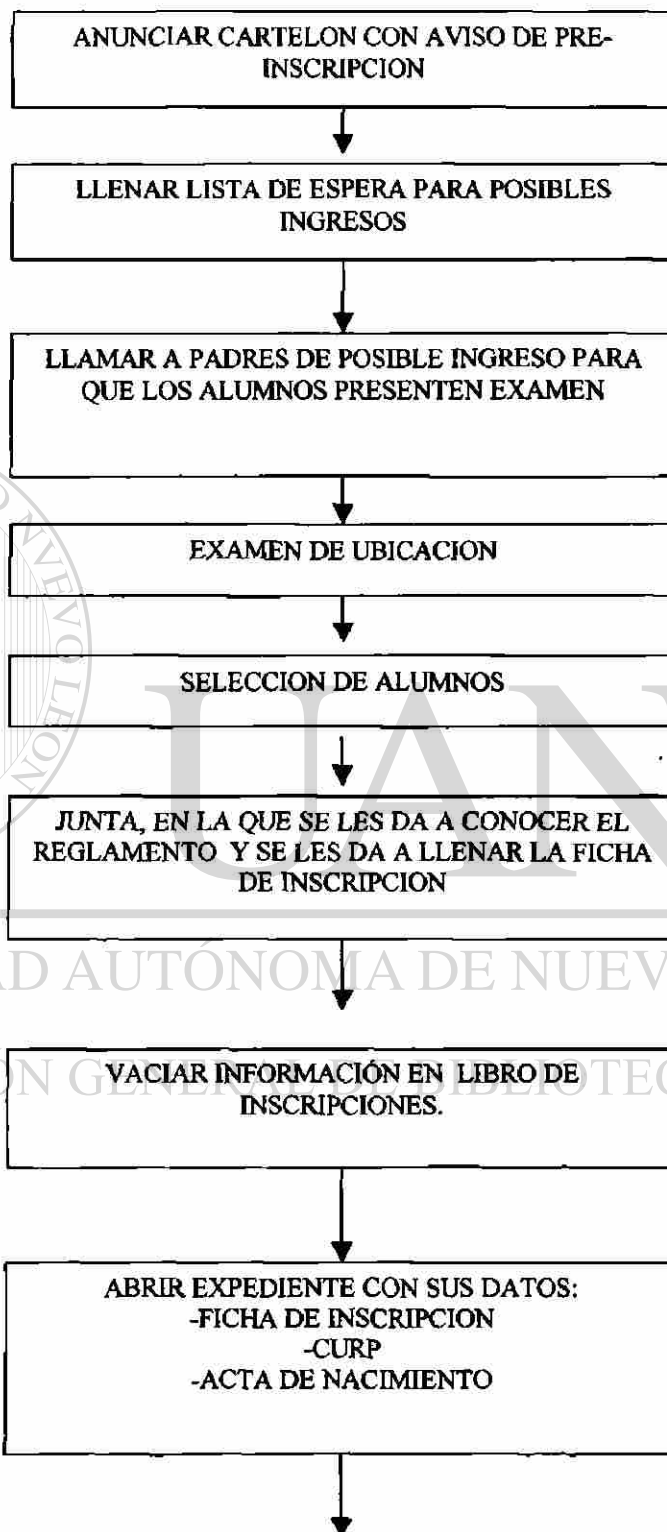 ANUNCIAR CARTELON CON AVISO DE PRE-
INSCRIPCION
LLENAR LISTA DE ESPERA PARA POSIBLES
INGRESOS
LLAMAR A PADRES DE POSIBLE INGRESO PARA
QUE LOS ALUMNOS PRESENTEN EXAMEN
EXAMEN DE UBICACION
SELECCION DE ALUMNOS
JUNTA, EN LA QUE SE LES DA A CONOCER EL
REGLAMENTO Y SE LES DA A LLENAR LA FICHA
DE INSCRIPCION
VACIAR INFORMACIÓN EN LIBRO DE
INSCRIPCIONES.
ABRIR EXPEDIENTE CON SUS DATOS:
-FICHA DE INSCRIPCION
-CURP
-ACTA DE NACIMIENTO
NVEVO LEON
UAN
AUTÓNOMA DE NUEV